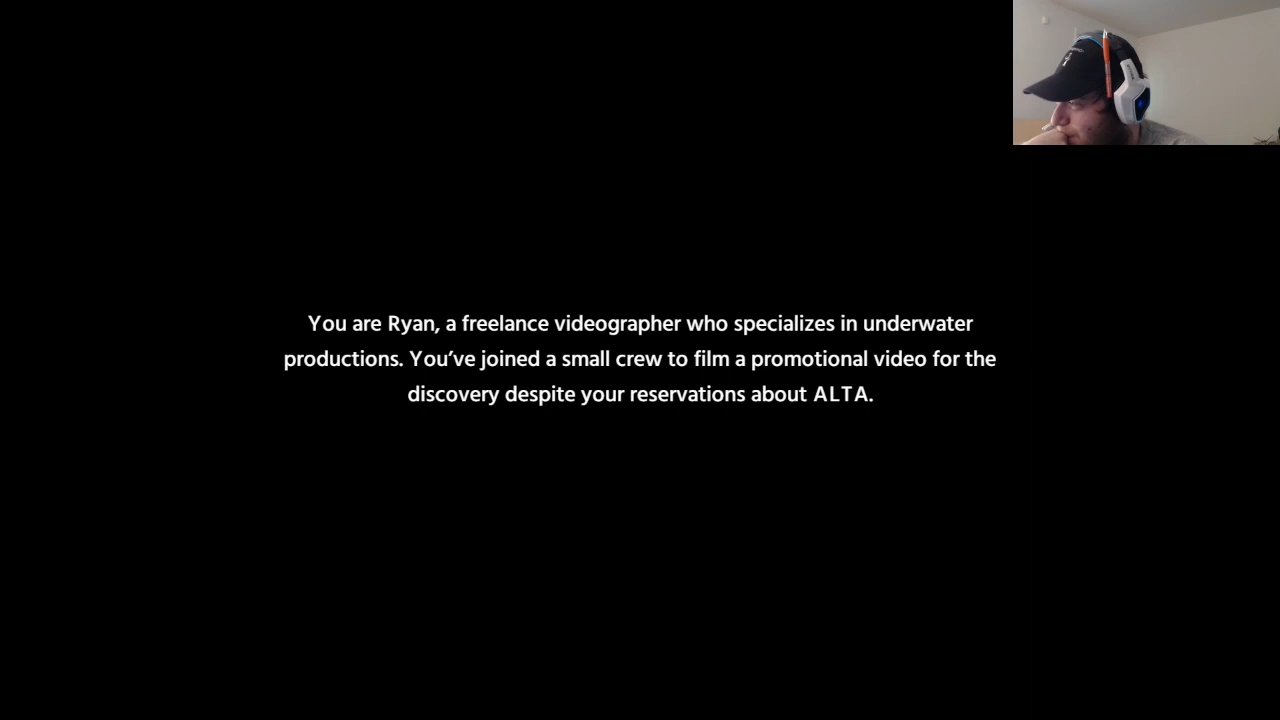 You are Ryan, a freelance videographer who specializes in underwater
productions. You’ve joined a small crew to film a promotional video for the
discovery despite your reservations about ALTA.